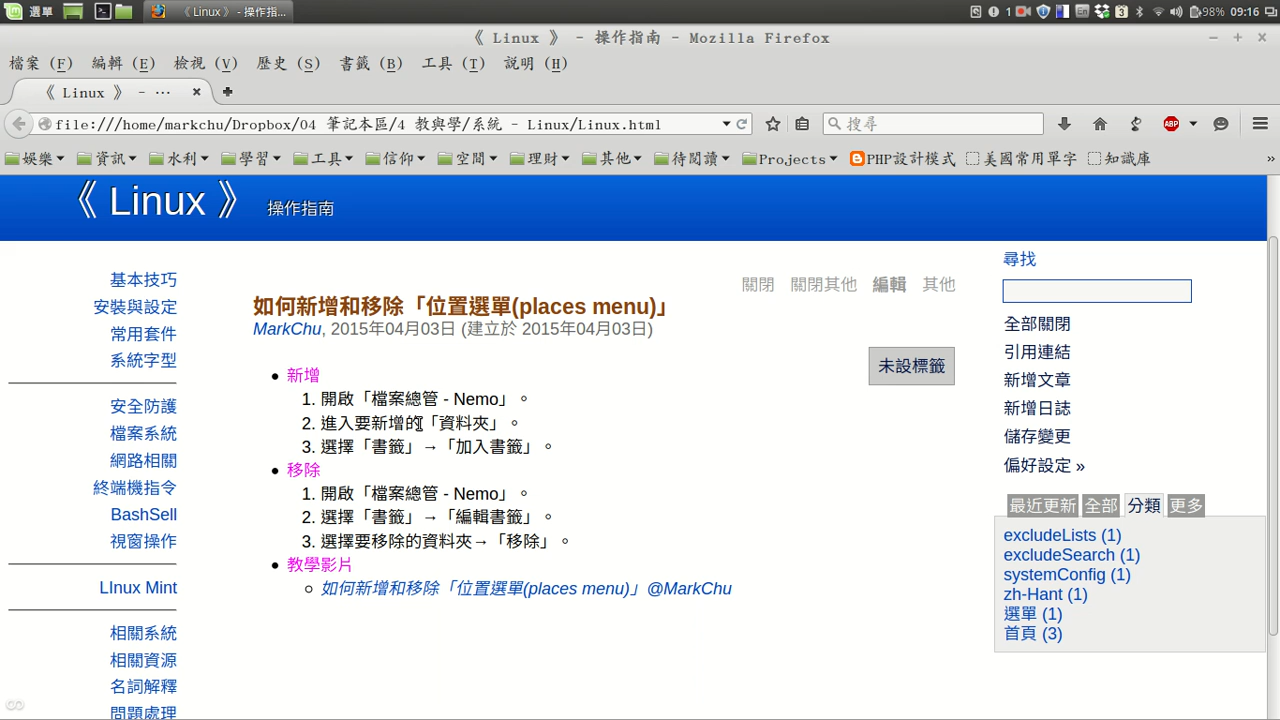 選單
《 Linux 》 - 操作指...
1
En
3
98%
09:16
《 Linux 》 - 操作指南 - Mozilla Firefox
檔案 (F) 編輯 (E) 檢視 (V) 歷史 (S) 書籤 (B) 工具 (T) 說明 (H)
《 Linux 》 - ...
file:///home/markchu/Dropbox/04 筆記本區/4 教與學/系統 - Linux/Linux.html
搜尋
ABP
娛樂 資訊 水利 學習 工具 信仰 空間 理財 其他 待閱讀 Projects PHP設計模式 美國常用單字 知識庫 »
《 Linux 》 操作指南
基本技巧
安裝與設定
常用套件
系統字型
安全防護
檔案系統
網路相關
終端機指令
BashSell
視窗操作
LInux Mint
相關系統
相關資源
名詞解釋
問題處理
關閉 關閉其他 編輯 其他
如何新增和移除「位置選單(places menu)」
MarkChu, 2015年04月03日 (建立於 2015年04月03日)
未設標籤
• 新增
1. 開啟「檔案總管 - Nemo」。
2. 進入要新增的「資料夾」。
3. 選擇「書籤」→「加入書籤」。
• 移除
1. 開啟「檔案總管 - Nemo」。
2. 選擇「書籤」→「編輯書籤」。
3. 選擇要移除的資料夾→「移除」。
• 教學影片
○ 如何新增和移除「位置選單(places menu)」@MarkChu
尋找
全部關閉
引用連結
新增文章
新增日誌
儲存變更
偏好設定 »
最近更新 全部 分類 更多
excludeLists (1)
excludeSearch (1)
systemConfig (1)
zh-Hant (1)
選單 (1)
首頁 (3)